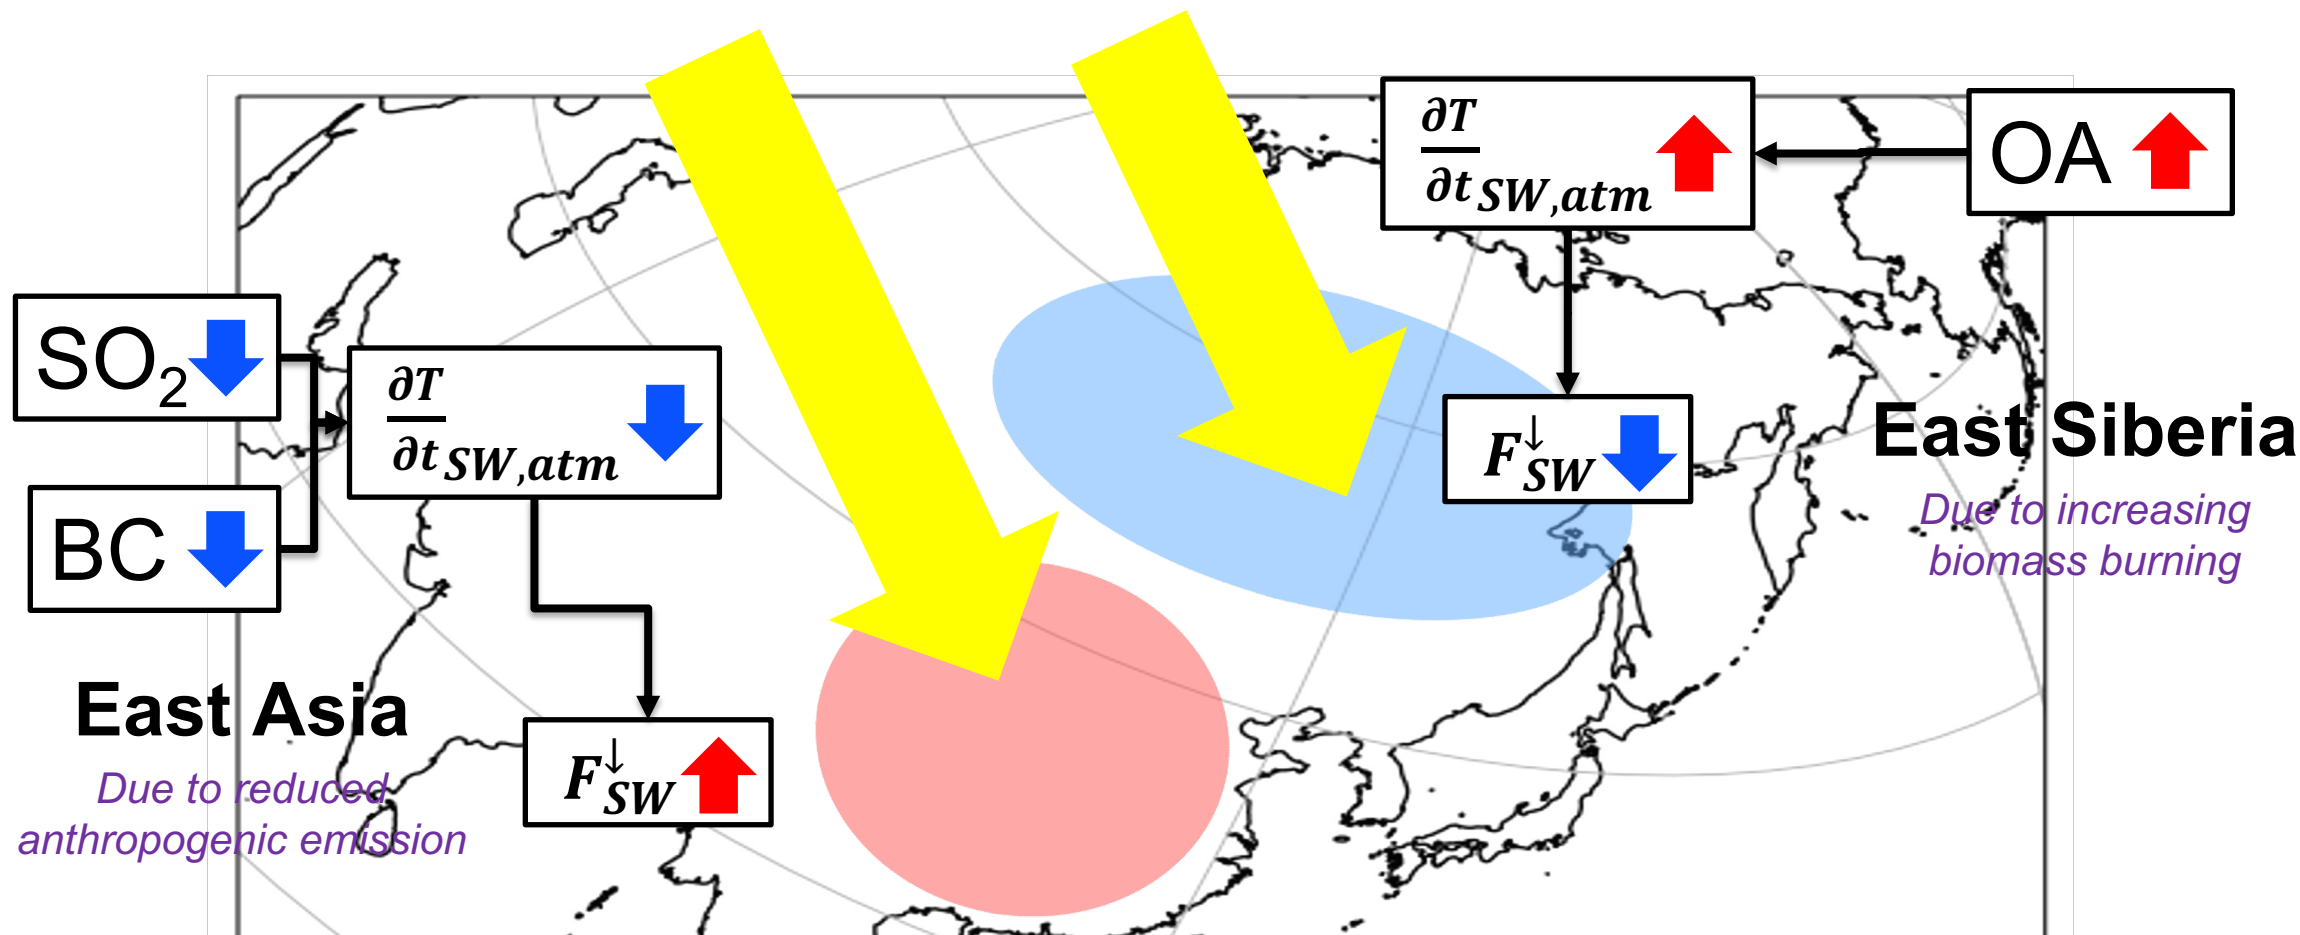 ∂T/∂t SW,atm
OA
SO₂
∂T/∂t SW,atm
BC
F↓SW
East Siberia
Due to increasing
biomass burning
East Asia
Due to reduced
anthropogenic emission
F↓SW